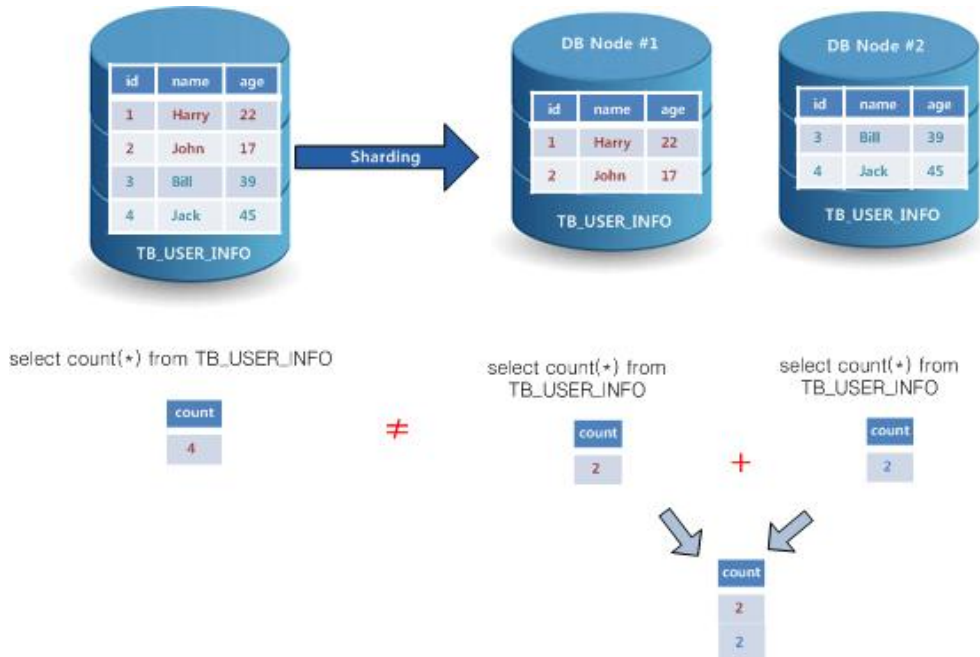 id name age
1 Harry 22
2 John 17
3 Bill 39
4 Jack 45
TB_USER_INFO
Sharding
DB Node #1
id name age
1 Harry 22
2 John 17
TB_USER_INFO
DB Node #2
id name age
3 Bill 39
4 Jack 45
TB_USER_INFO
select count(*) from TB_USER_INFO
count
4
≠
select count(*) from
TB_USER_INFO
count
2
+
select count(*) from
TB_USER_INFO
count
2
count
2
2